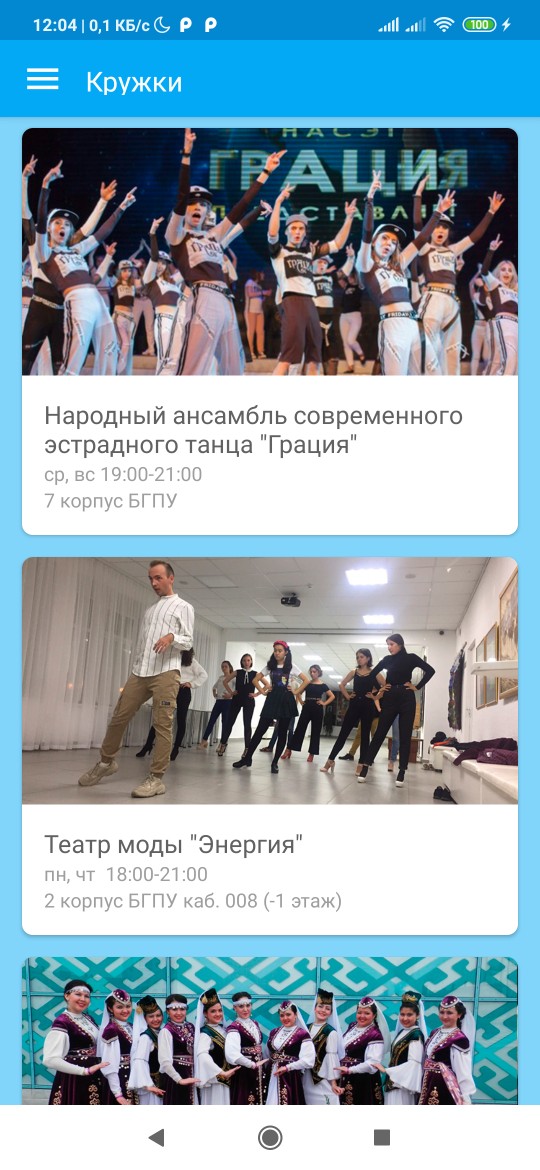 12:04 | 0,1 КБ/с
100
Кружки
НАСЭТ
ГРАЦИЯ
Народный ансамбль современного
эстрадного танца "Грация"
ср, вс 19:00-21:00
7 корпус БГПУ
Театр моды "Энергия"
пн, чт 18:00-21:00
2 корпус БГПУ каб. 008 (-1 этаж)